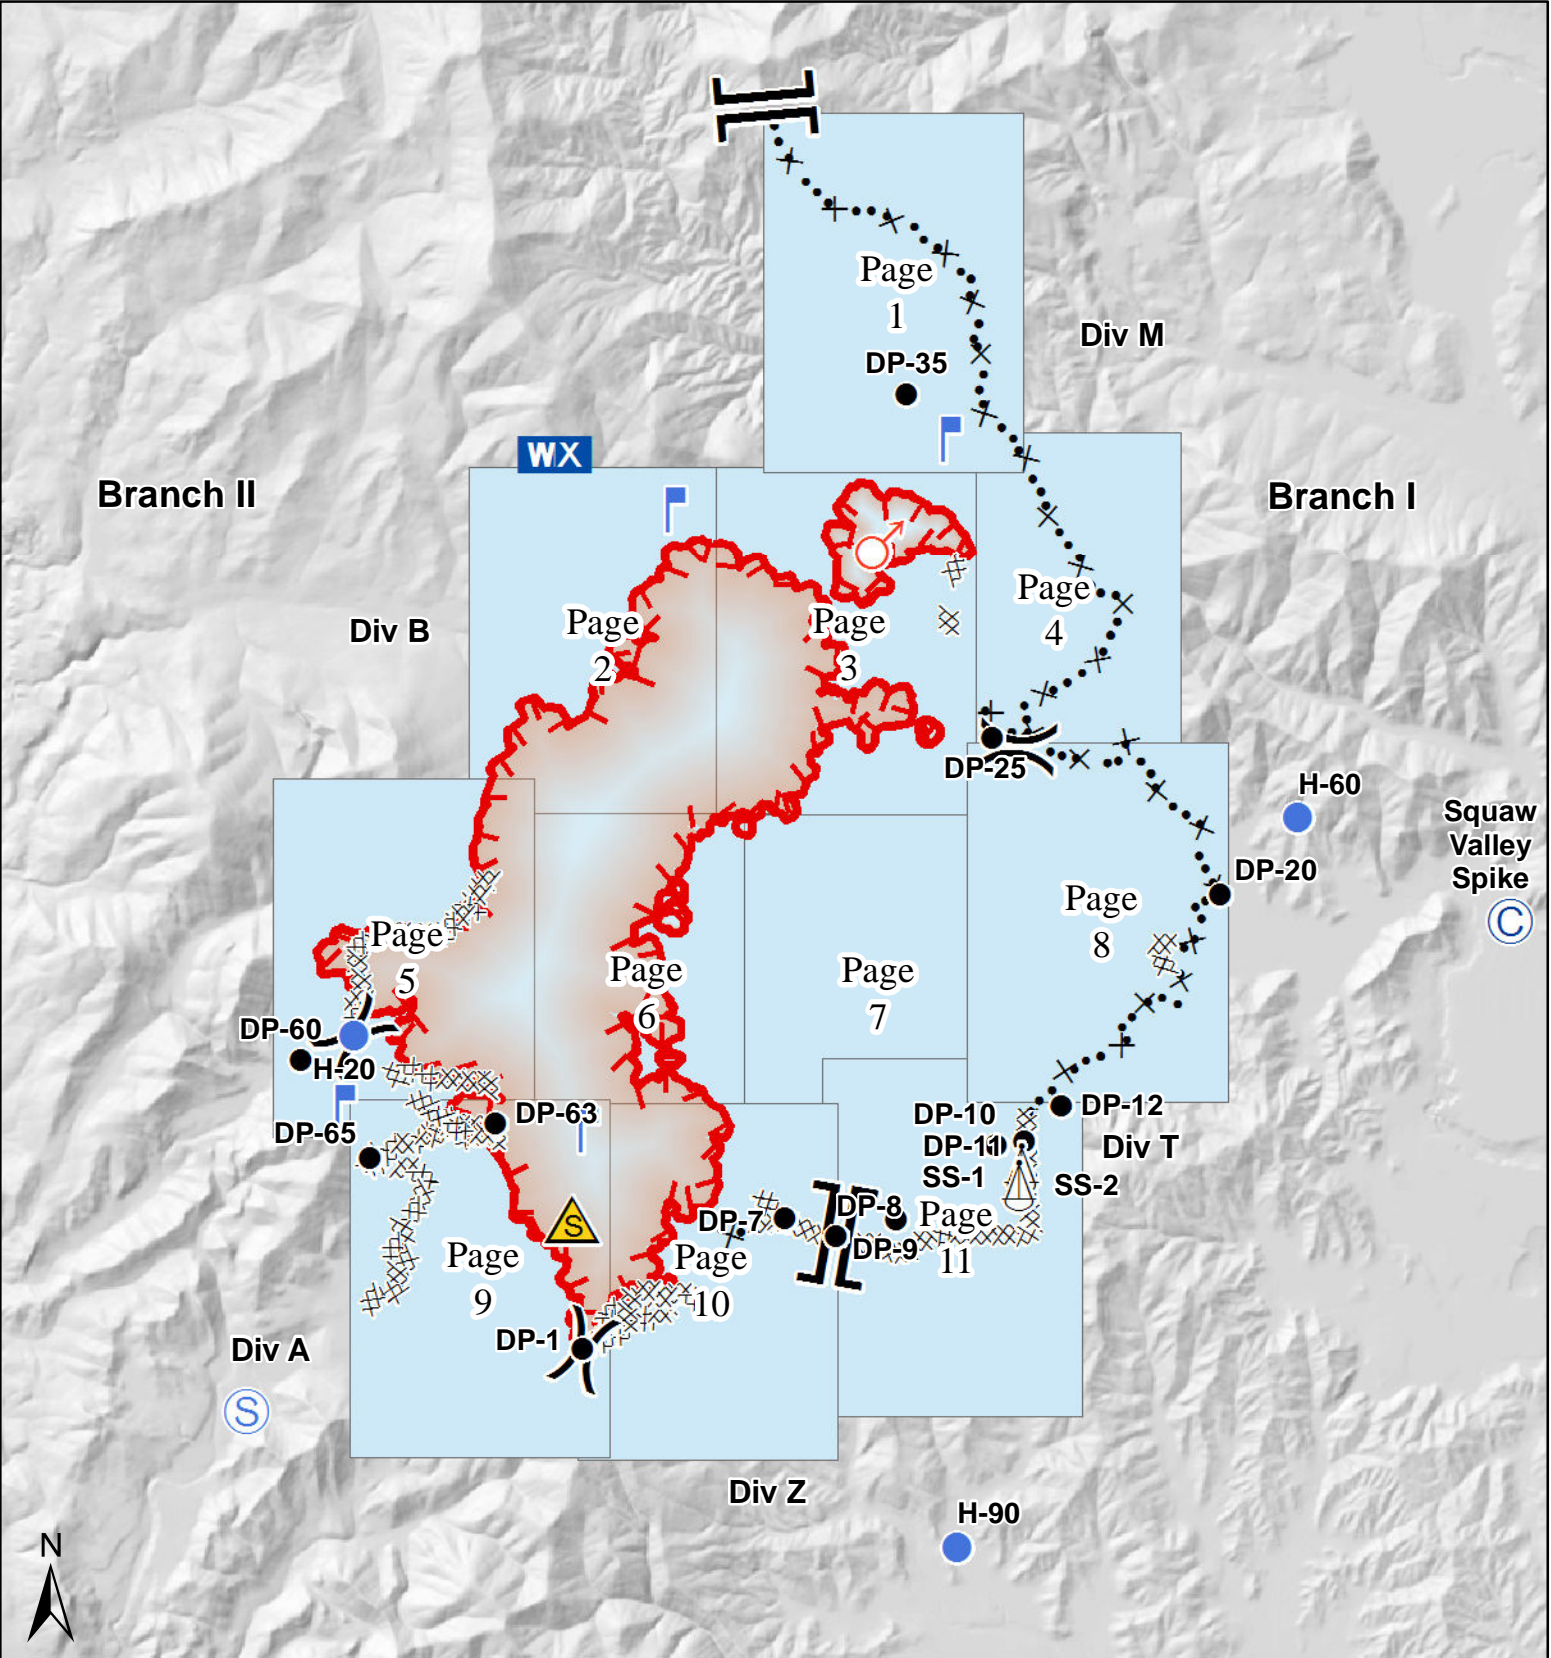 Page
1
Div M
DP-35
WX
Branch II
Branch I
Page
2
Page
3
Page
4
Div B
DP-25
H-60
Squaw
Valley
Spike
C
DP-20
Page
5
Page
6
Page
7
Page
8
DP-60
H-20
DP-63
DP-65
DP-10
DP-11
DP-12
Div T
SS-1
SS-2
DP-7
DP-8
DP-9
S
Page
9
Page
10
Page
11
DP-1
Div A
S
Div Z
H-90
N